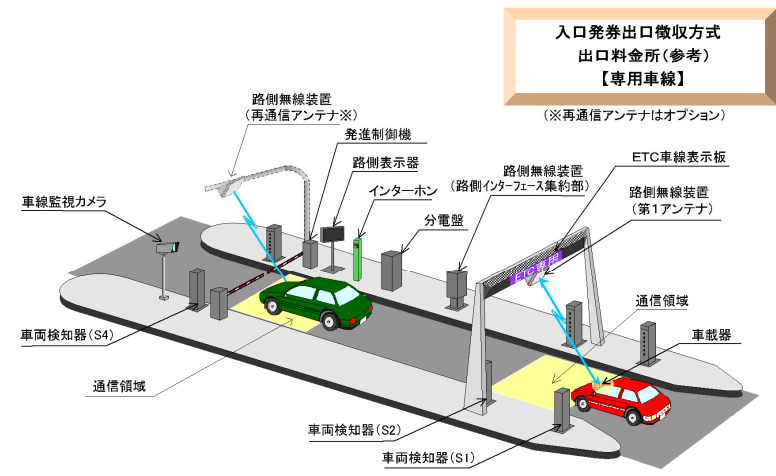 入口発券出口徴収方式
出口料金所（参考）
【専用車線】
（※再通信アンテナはオプション）
路側無線装置
（再通信アンテナ※）
発進制御機
路側表示器
インターホン
分電盤
路側無線装置
（路側インターフェース集約部）
ETC車線表示板
路側無線装置
（第１アンテナ）
車線監視カメラ
ETC専用
通信領域
車載器
車両検知器（S4）
通信領域
車両検知器（S2）
車両検知器（S1）